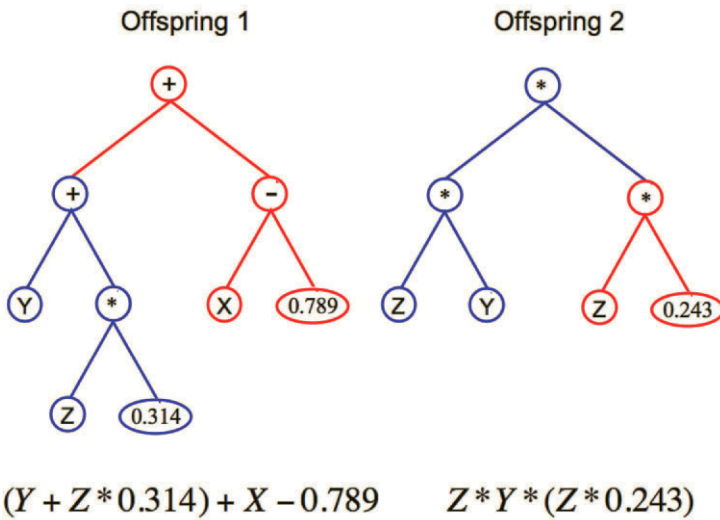 Offspring 1 Offspring 2
+ *
+ - * *
Y * X 0.789 Z Y Z 0.243
Z 0.314
(Y + Z * 0.314) + X - 0.789 Z * Y * (Z * 0.243)